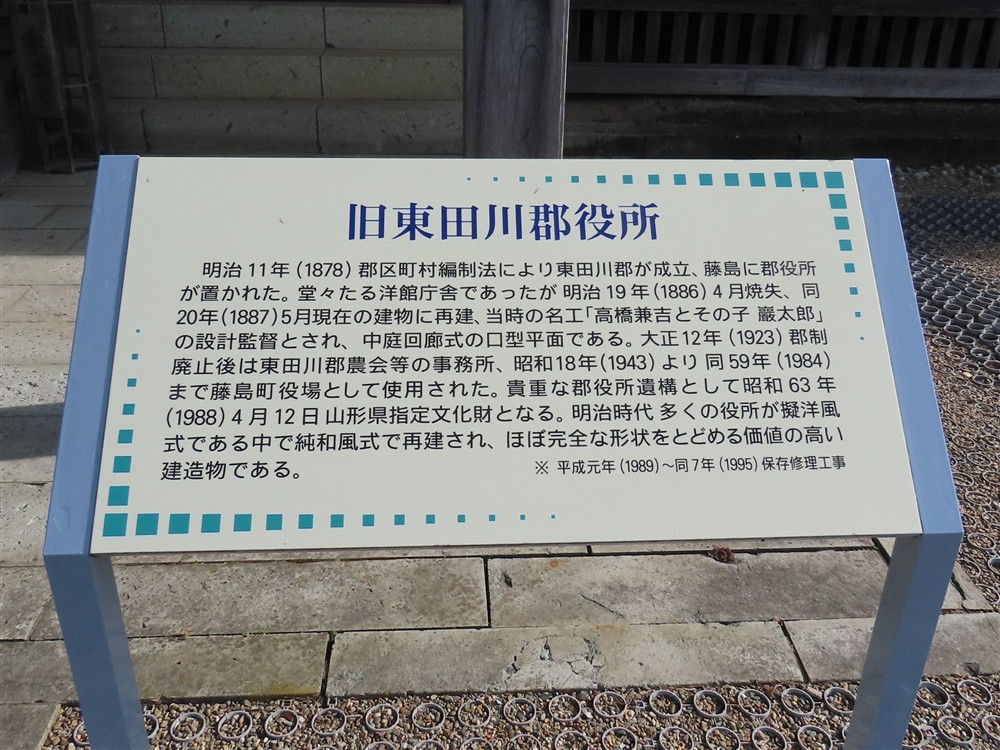 旧東田川郡役所
明治11年(1878)郡区町村編制法により東田川郡が成立、藤島に郡役所
が置かれた。堂々たる洋館庁舎であったが 明治19年(1886)4月焼失、同
20年(1887)5月現在の建物に再建、当時の名工「高橋兼吉とその子 巖太郎」
の設計監督とされ、中庭回廊式の口型平面である。大正12年(1923)郡制
廃止後は東田川郡農会等の事務所、昭和18年(1943)より同59年(1984)
まで藤島町役場として使用された。貴重な郡役所遺構として昭和63年
(1988)4月12日山形県指定文化財となる。明治時代 多くの役所が擬洋風
式である中で純和風式で再建され、ほぼ完全な形状をとどめる価値の高い
建造物である。
※ 平成元年(1989)～同7年(1995)保存修理工事